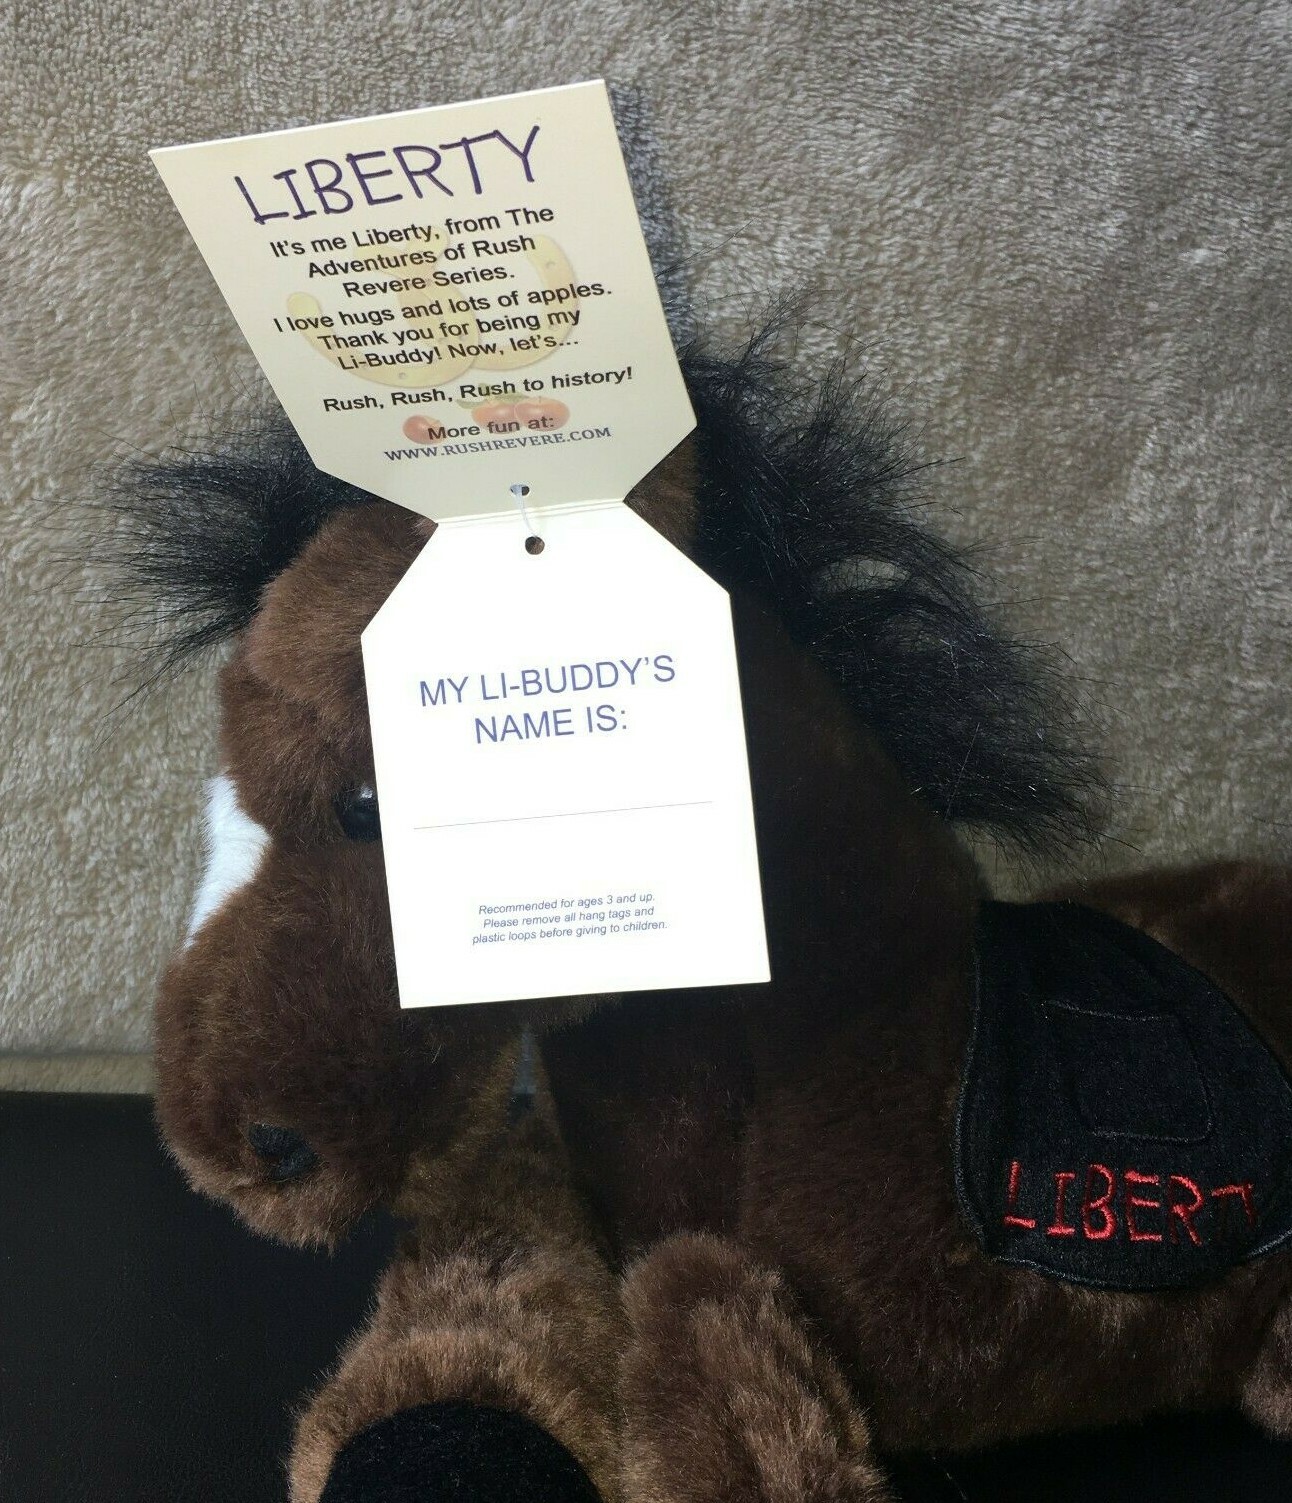 LIBERTY
It's me Liberty, from The
Adventures of Rush
Revere Series.
I love hugs and lots of apples.
Thank you for being my
Li-Buddy! Now, let's...
Rush, Rush, Rush to history!
More fun at:
WWW.RUSHREVERE.COM
MY LI-BUDDY'S
NAME IS:
Recommended for ages 3 and up.
Please remove all hang tags and
plastic loops before giving to children.
LIBERTY